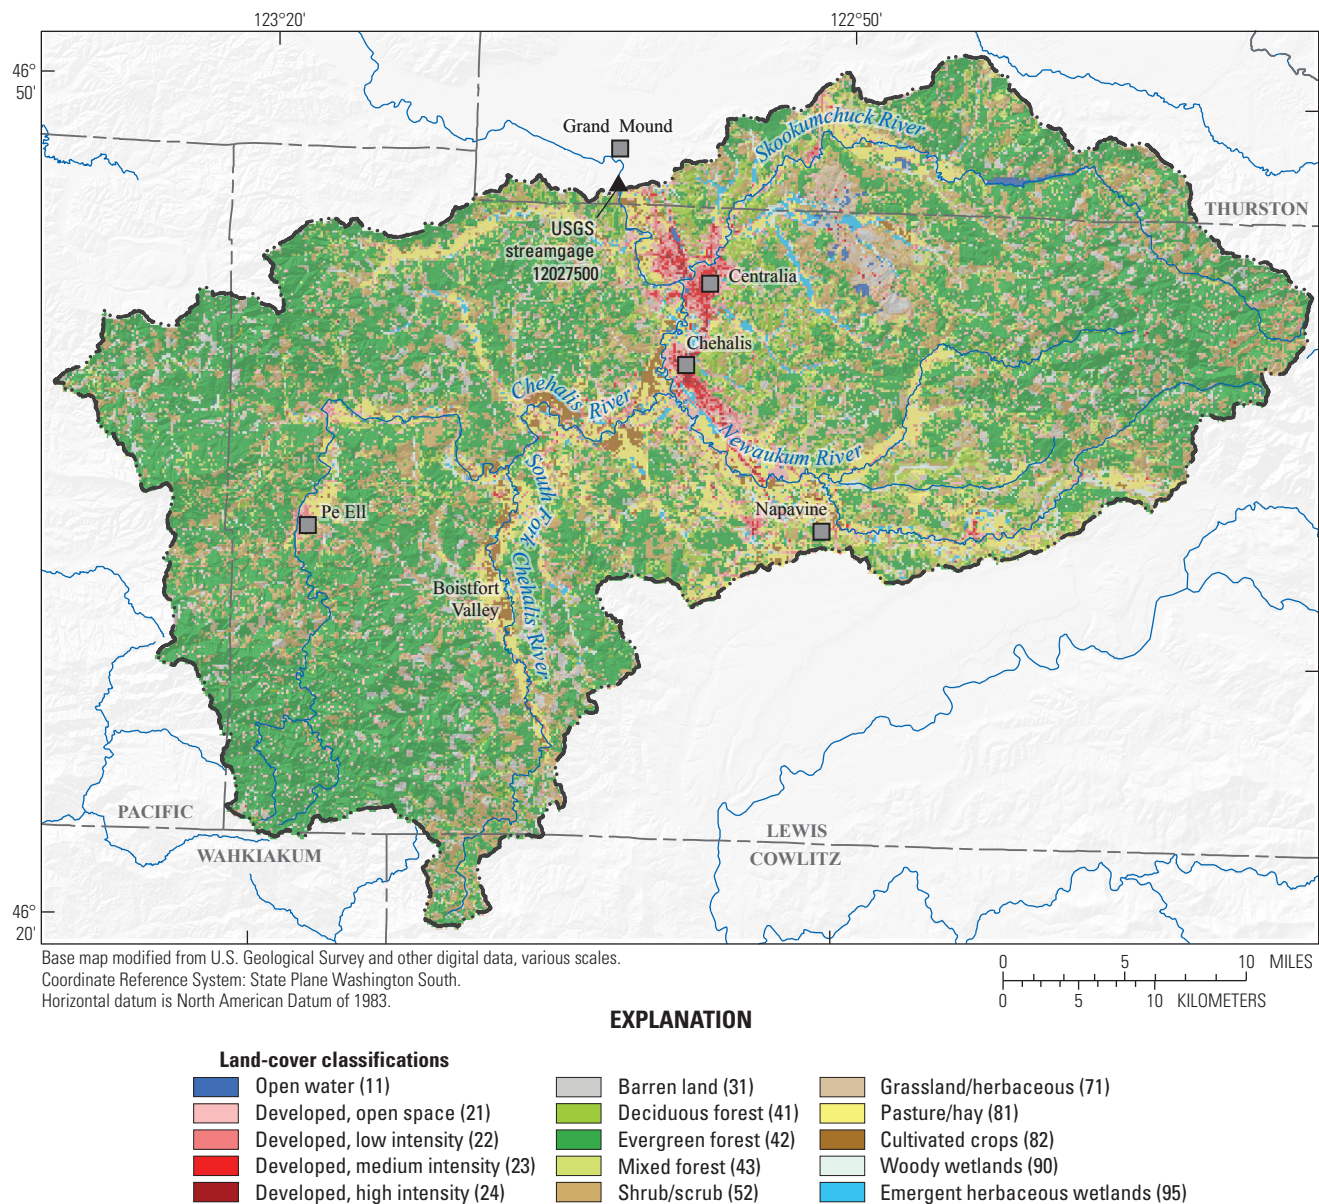 123°20'
122°50'
46°
50'
Grand Mound
Skookumchuck River
THURSTON
USGS
streamgage
12027500
Centralia
Chehalis
Chehalis River
Newaukum River
South Fork Chehalis River
Pe Ell
Napavine
Boistfort
Valley
PACIFIC
LEWIS
WAHKIAKUM
COWLITZ
46°
20'
Base map modified from U.S. Geological Survey and other digital data, various scales.
Coordinate Reference System: State Plane Washington South.
Horizontal datum is North American Datum of 1983.
0 5 10 MILES
0 5 10 KILOMETERS
EXPLANATION
Land-cover classifications
Open water (11)
Developed, open space (21)
Developed, low intensity (22)
Developed, medium intensity (23)
Developed, high intensity (24)
Barren land (31)
Deciduous forest (41)
Evergreen forest (42)
Mixed forest (43)
Shrub/scrub (52)
Grassland/herbaceous (71)
Pasture/hay (81)
Cultivated crops (82)
Woody wetlands (90)
Emergent herbaceous wetlands (95)